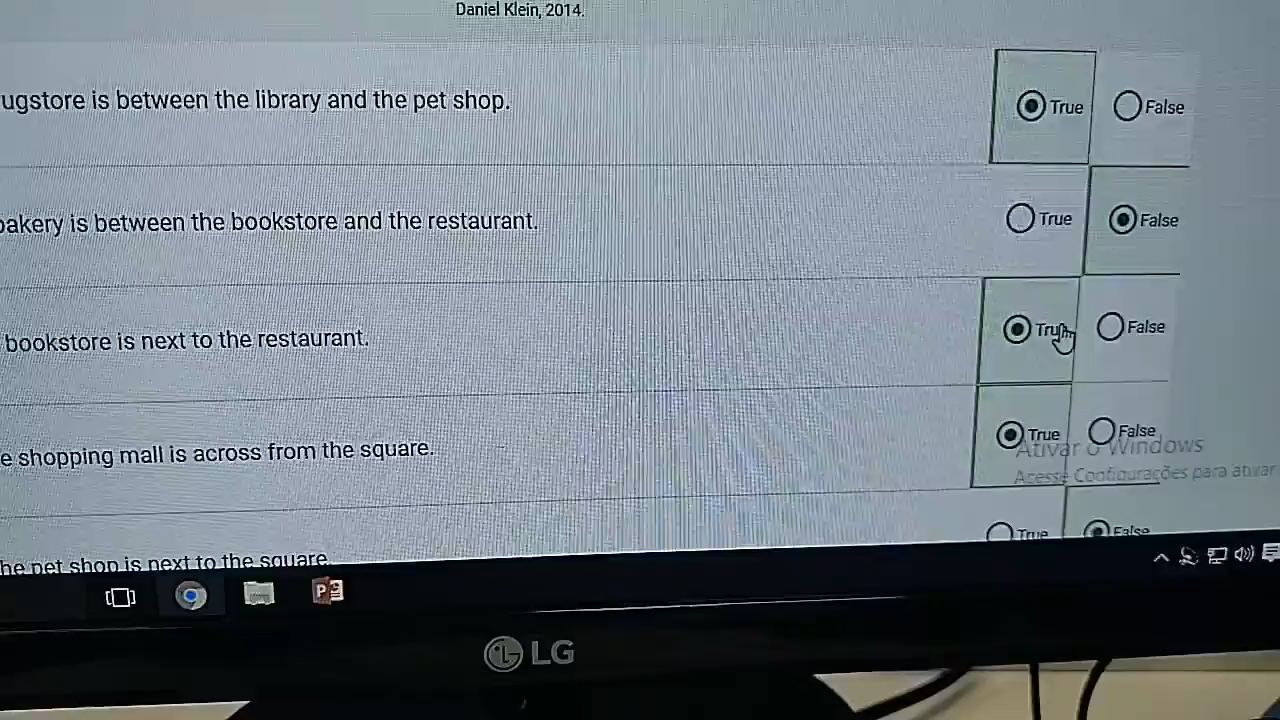 Daniel Klein, 2014.
ugstore is between the library and the pet shop.
True False
bakery is between the bookstore and the restaurant.
True False
bookstore is next to the restaurant.
True False
e shopping mall is across from the square.
True False
Ativar o Windows
Acesse Configurações para ativar
True False
he pet shop is next to the square.
LG